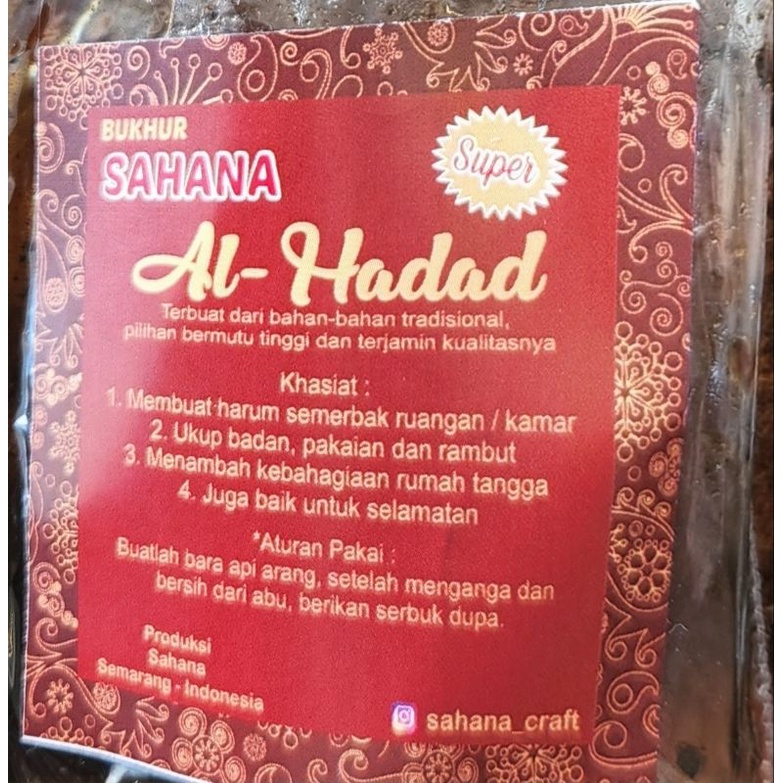 BUKHUR
SAHANA
Super
Al-Hadad
Terbuat dari bahan-bahan tradisional,
pilihan bermutu tinggi dan terjamin kualitasnya
Khasiat :
1. Membuat harum semerbak ruangan / kamar
2. Ukup badan, pakaian dan rambut
3. Menambah kebahagiaan rumah tangga
4. Juga baik untuk selamatan
*Aturan Pakai :
Buatlah bara api arang, setelah menganga dan
bersih dari abu, berikan serbuk dupa.
Produksi
Sahana
Semarang - Indonesia
sahana_craft